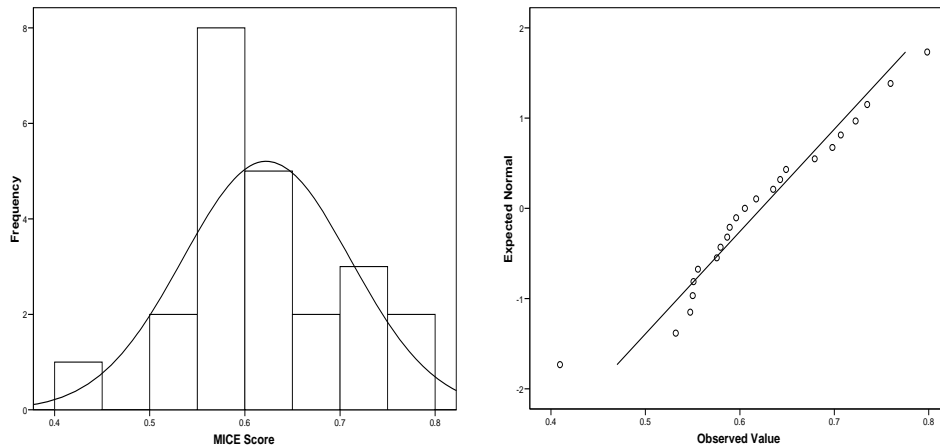 8
6
4
2
0
Frequency
0.4 0.5 0.6 0.7 0.8
MICE Score
2
1
0
-1
-2
Expected Normal
0.4 0.5 0.6 0.7 0.8
Observed Value